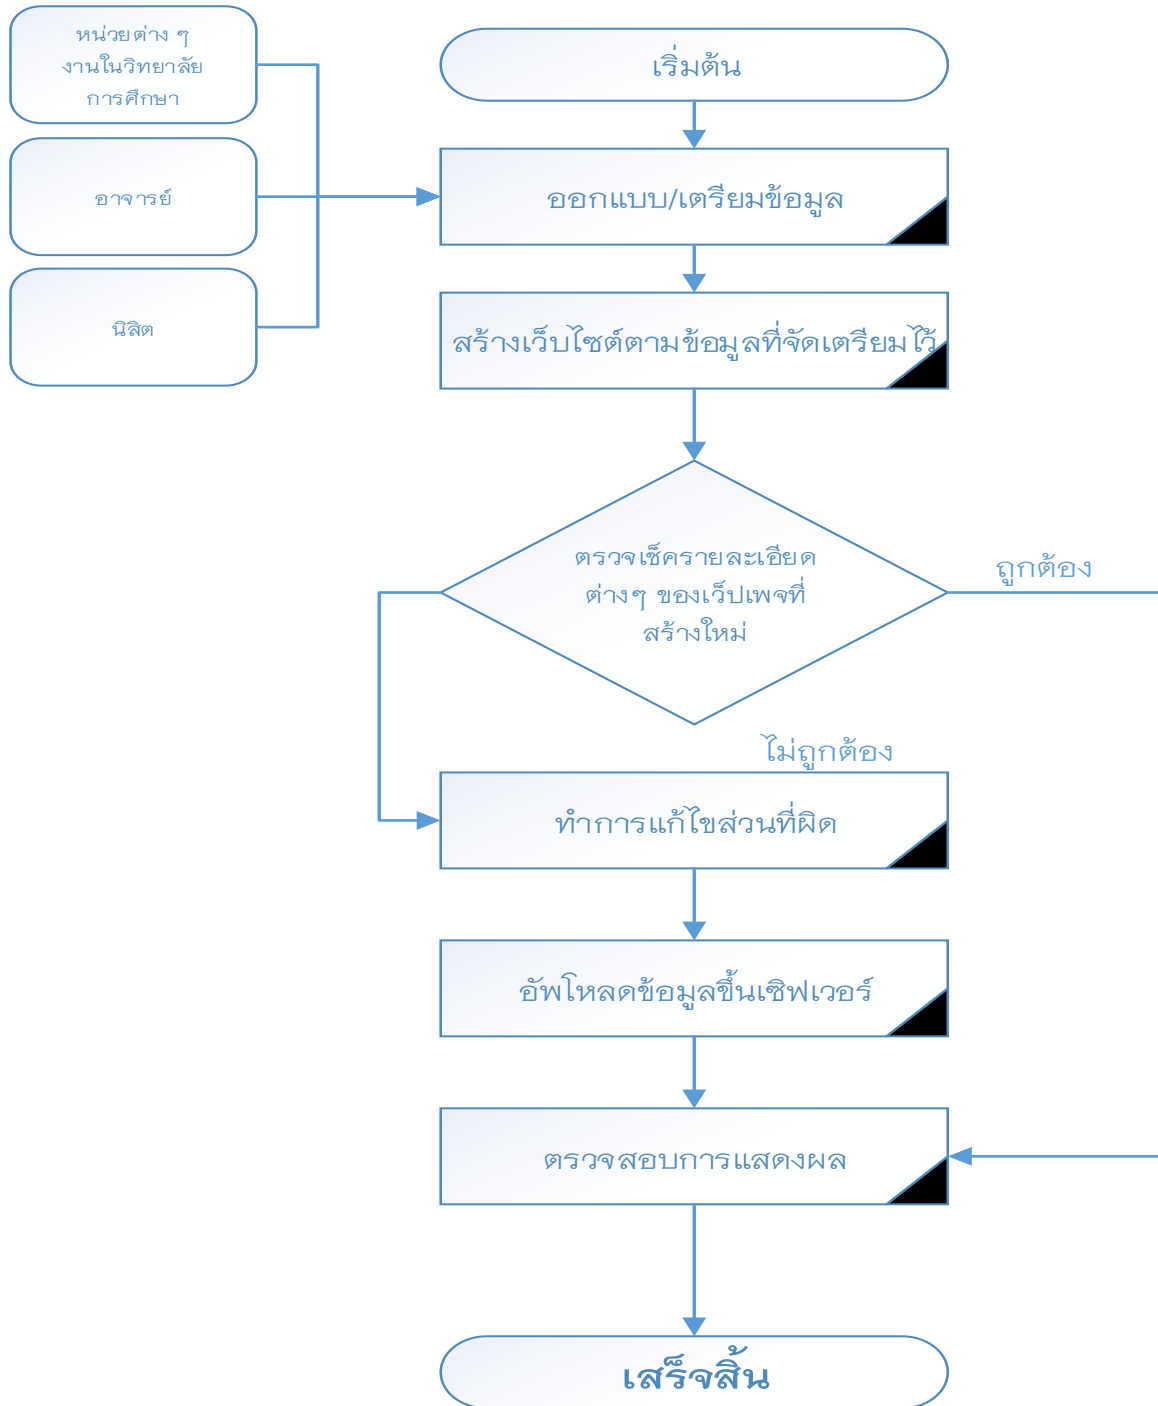 หน่วยต่าง ๆ
งานในวิทยาลัย
การศึกษา
อาจารย์
นิสิต
เริ่มต้น
ออกแบบ/เตรียมข้อมูล
สร้างเว็บไซต์ตามข้อมูลที่จัดเตรียมไว้
ตรวจเช็ครายละเอียด
ต่างๆ ของเว็ปเพจที่
สร้างใหม่
ถูกต้อง
ไม่ถูกต้อง
ทำการแก้ไขส่วนที่ผิด
อัพโหลดข้อมูลขึ้นเซิฟเวอร์
ตรวจสอบการแสดงผล
เสร็จสิ้น